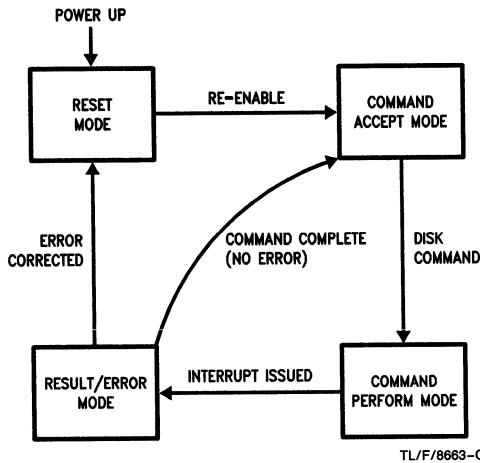 POWER UP
RESET
MODE
RE-ENABLE
COMMAND
ACCEPT MODE
ERROR
CORRECTED
COMMAND COMPLETE
(NO ERROR)
DISK
COMMAND
RESULT/ERROR
MODE
INTERRUPT ISSUED
COMMAND
PERFORM MODE